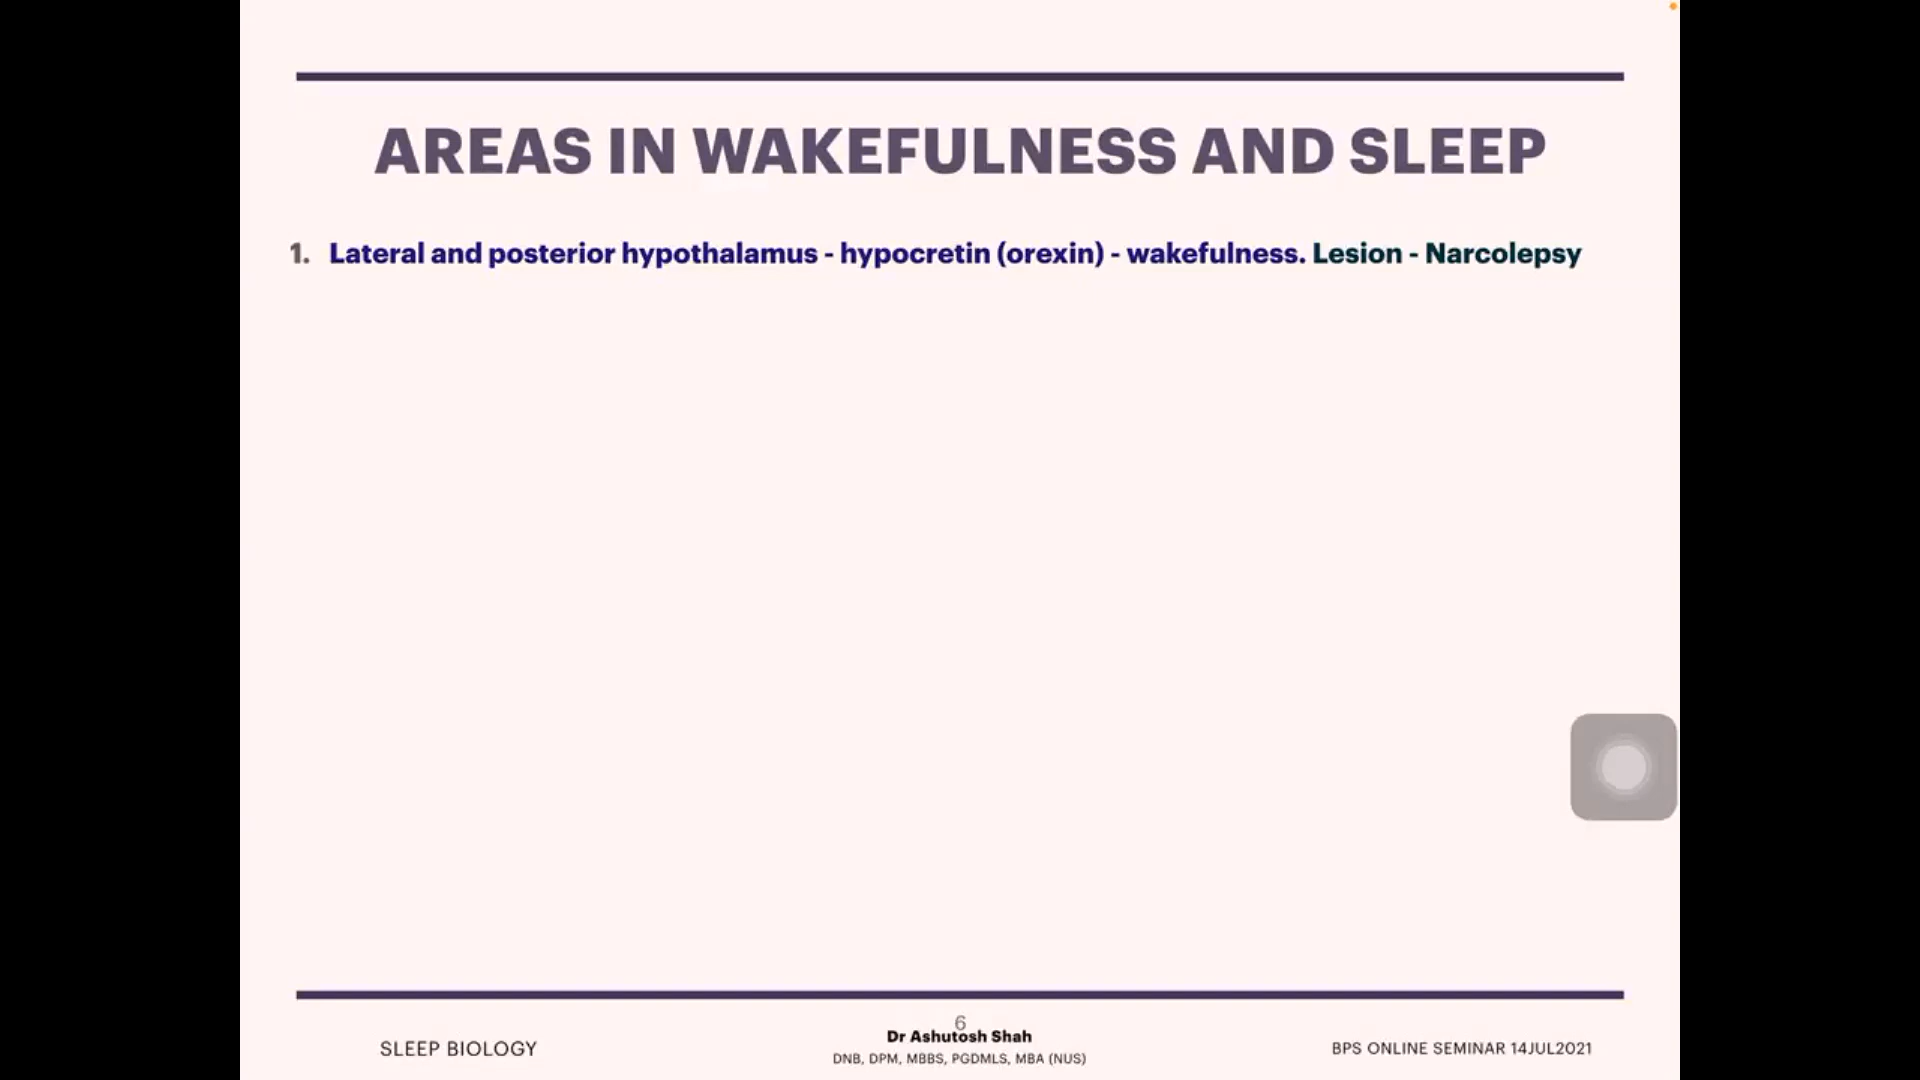 AREAS IN WAKEFULNESS AND SLEEP
1. Lateral and posterior hypothalamus - hypocretin (orexin) - wakefulness. Lesion - Narcolepsy
6
SLEEP BIOLOGY
Dr Ashutosh Shah
DNB, DPM, MBBS, PGDMLS, MBA (NUS)
BPS ONLINE SEMINAR 14JUL2021